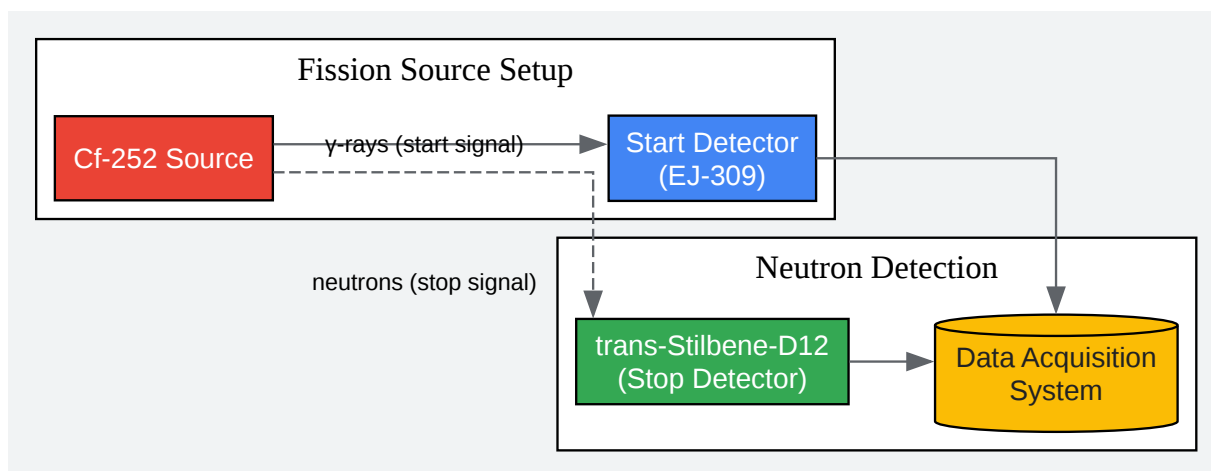 Fission Source Setup
Cf-252 Source
γ-rays (start signal)
Start Detector
(EJ-309)
neutrons (stop signal)
Neutron Detection
trans-Stilbene-D12
(Stop Detector)
Data Acquisition
System